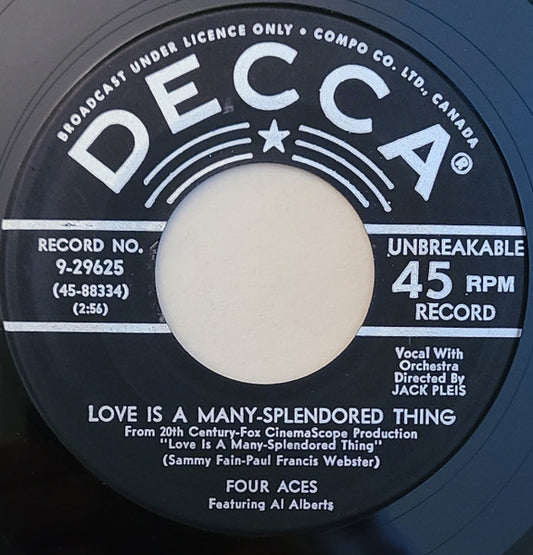 BROADCAST UNDER LICENCE ONLY • COMPO CO. LTD., CANADA
DECCA®
RECORD NO.
9-29625
(45-88334)
(2:56)
UNBREAKABLE
45 RPM
RECORD
Vocal With
Orchestra
Directed By
JACK PLEIS
LOVE IS A MANY-SPLENDORED THING
From 20th Century-Fox CinemaScope Production
"Love Is A Many-Splendored Thing"
(Sammy Fain-Paul Francis Webster)
FOUR ACES
Featuring Al Alberts